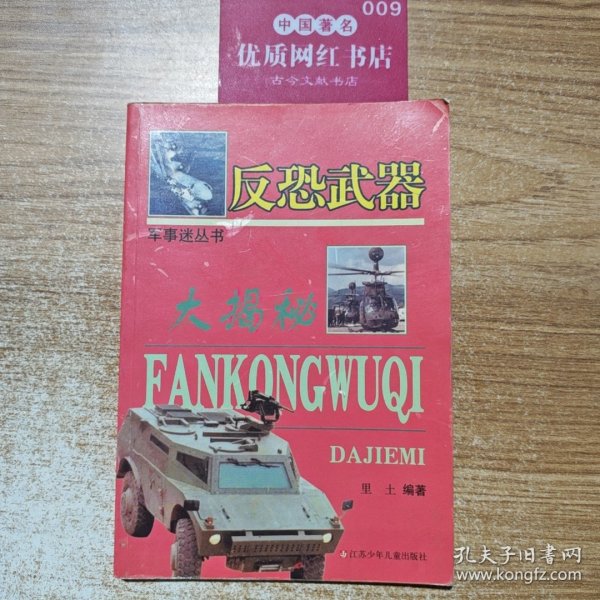 009
中国著名
优质网红书店
古今文献书店
反恐武器
军事迷丛书
大揭秘
FANKONGWUQI
DAJIEMI
里土 编著
江苏少年儿童出版社
孔夫子旧书网
www.kongfz.com